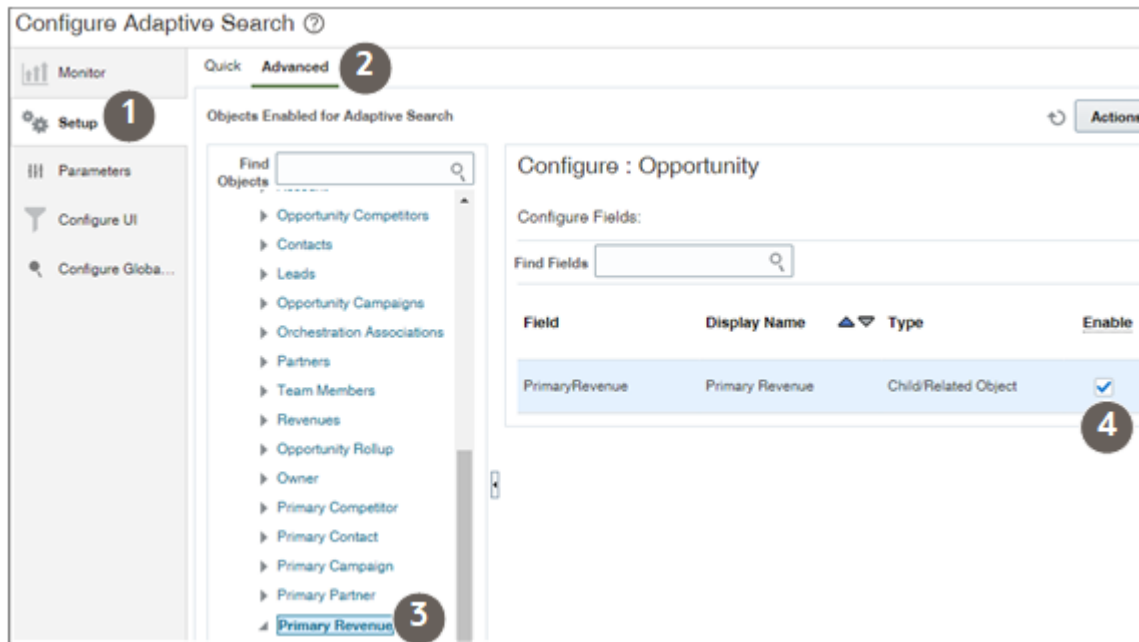 Configure Adaptive Search ?
Monitor
Setup
1
Parameters
Configure UI
Configure Globa...
Quick Advanced 2
Objects Enabled for Adaptive Search
Actions
Find Objects
Opportunity Competitors
Contacts
Leads
Opportunity Campaigns
Orchestration Associations
Partners
Team Members
Revenues
Opportunity Rollup
Owner
Primary Competitor
Primary Contact
Primary Campaign
Primary Partner
Primary Revenue 3
Configure : Opportunity
Configure Fields:
Find Fields
Field Display Name Type Enable
PrimaryRevenue Primary Revenue Child/Related Object
4